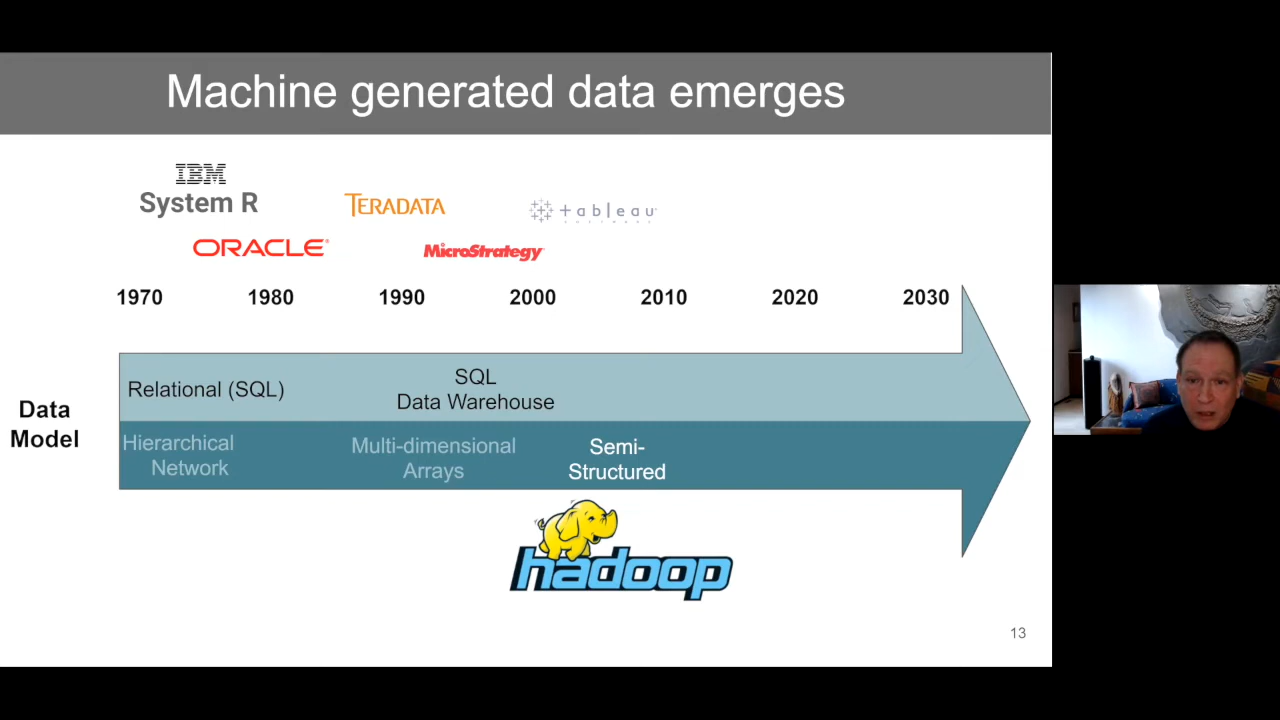 Machine generated data emerges
IBM
System R
TERADATA
tableau
ORACLE
MicroStrategy
1970 1980 1990 2000 2010 2020 2030
Relational (SQL)
SQL
Data Warehouse
Data
Model
Hierarchical
Network
Multi-dimensional
Arrays
Semi-
Structured
hadoop
13